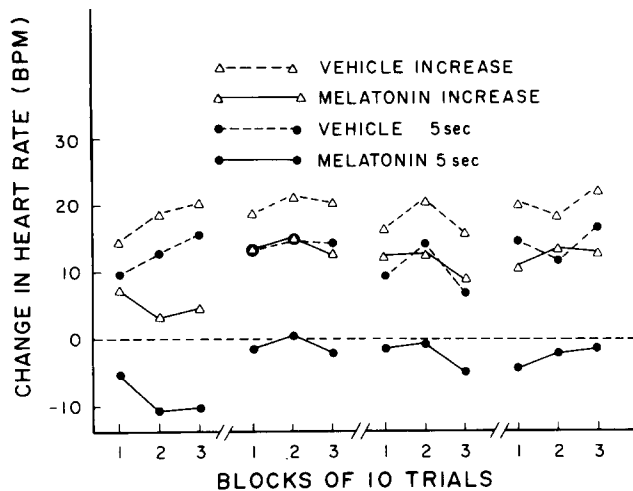 CHANGE IN HEART RATE (BPM)
VEHICLE INCREASE
MELATONIN INCREASE
VEHICLE 5 sec
MELATONIN 5 sec
30
20
10
0
-10
1 2 3 1 2 3 1 2 3 1 2 3
BLOCKS OF 10 TRIALS